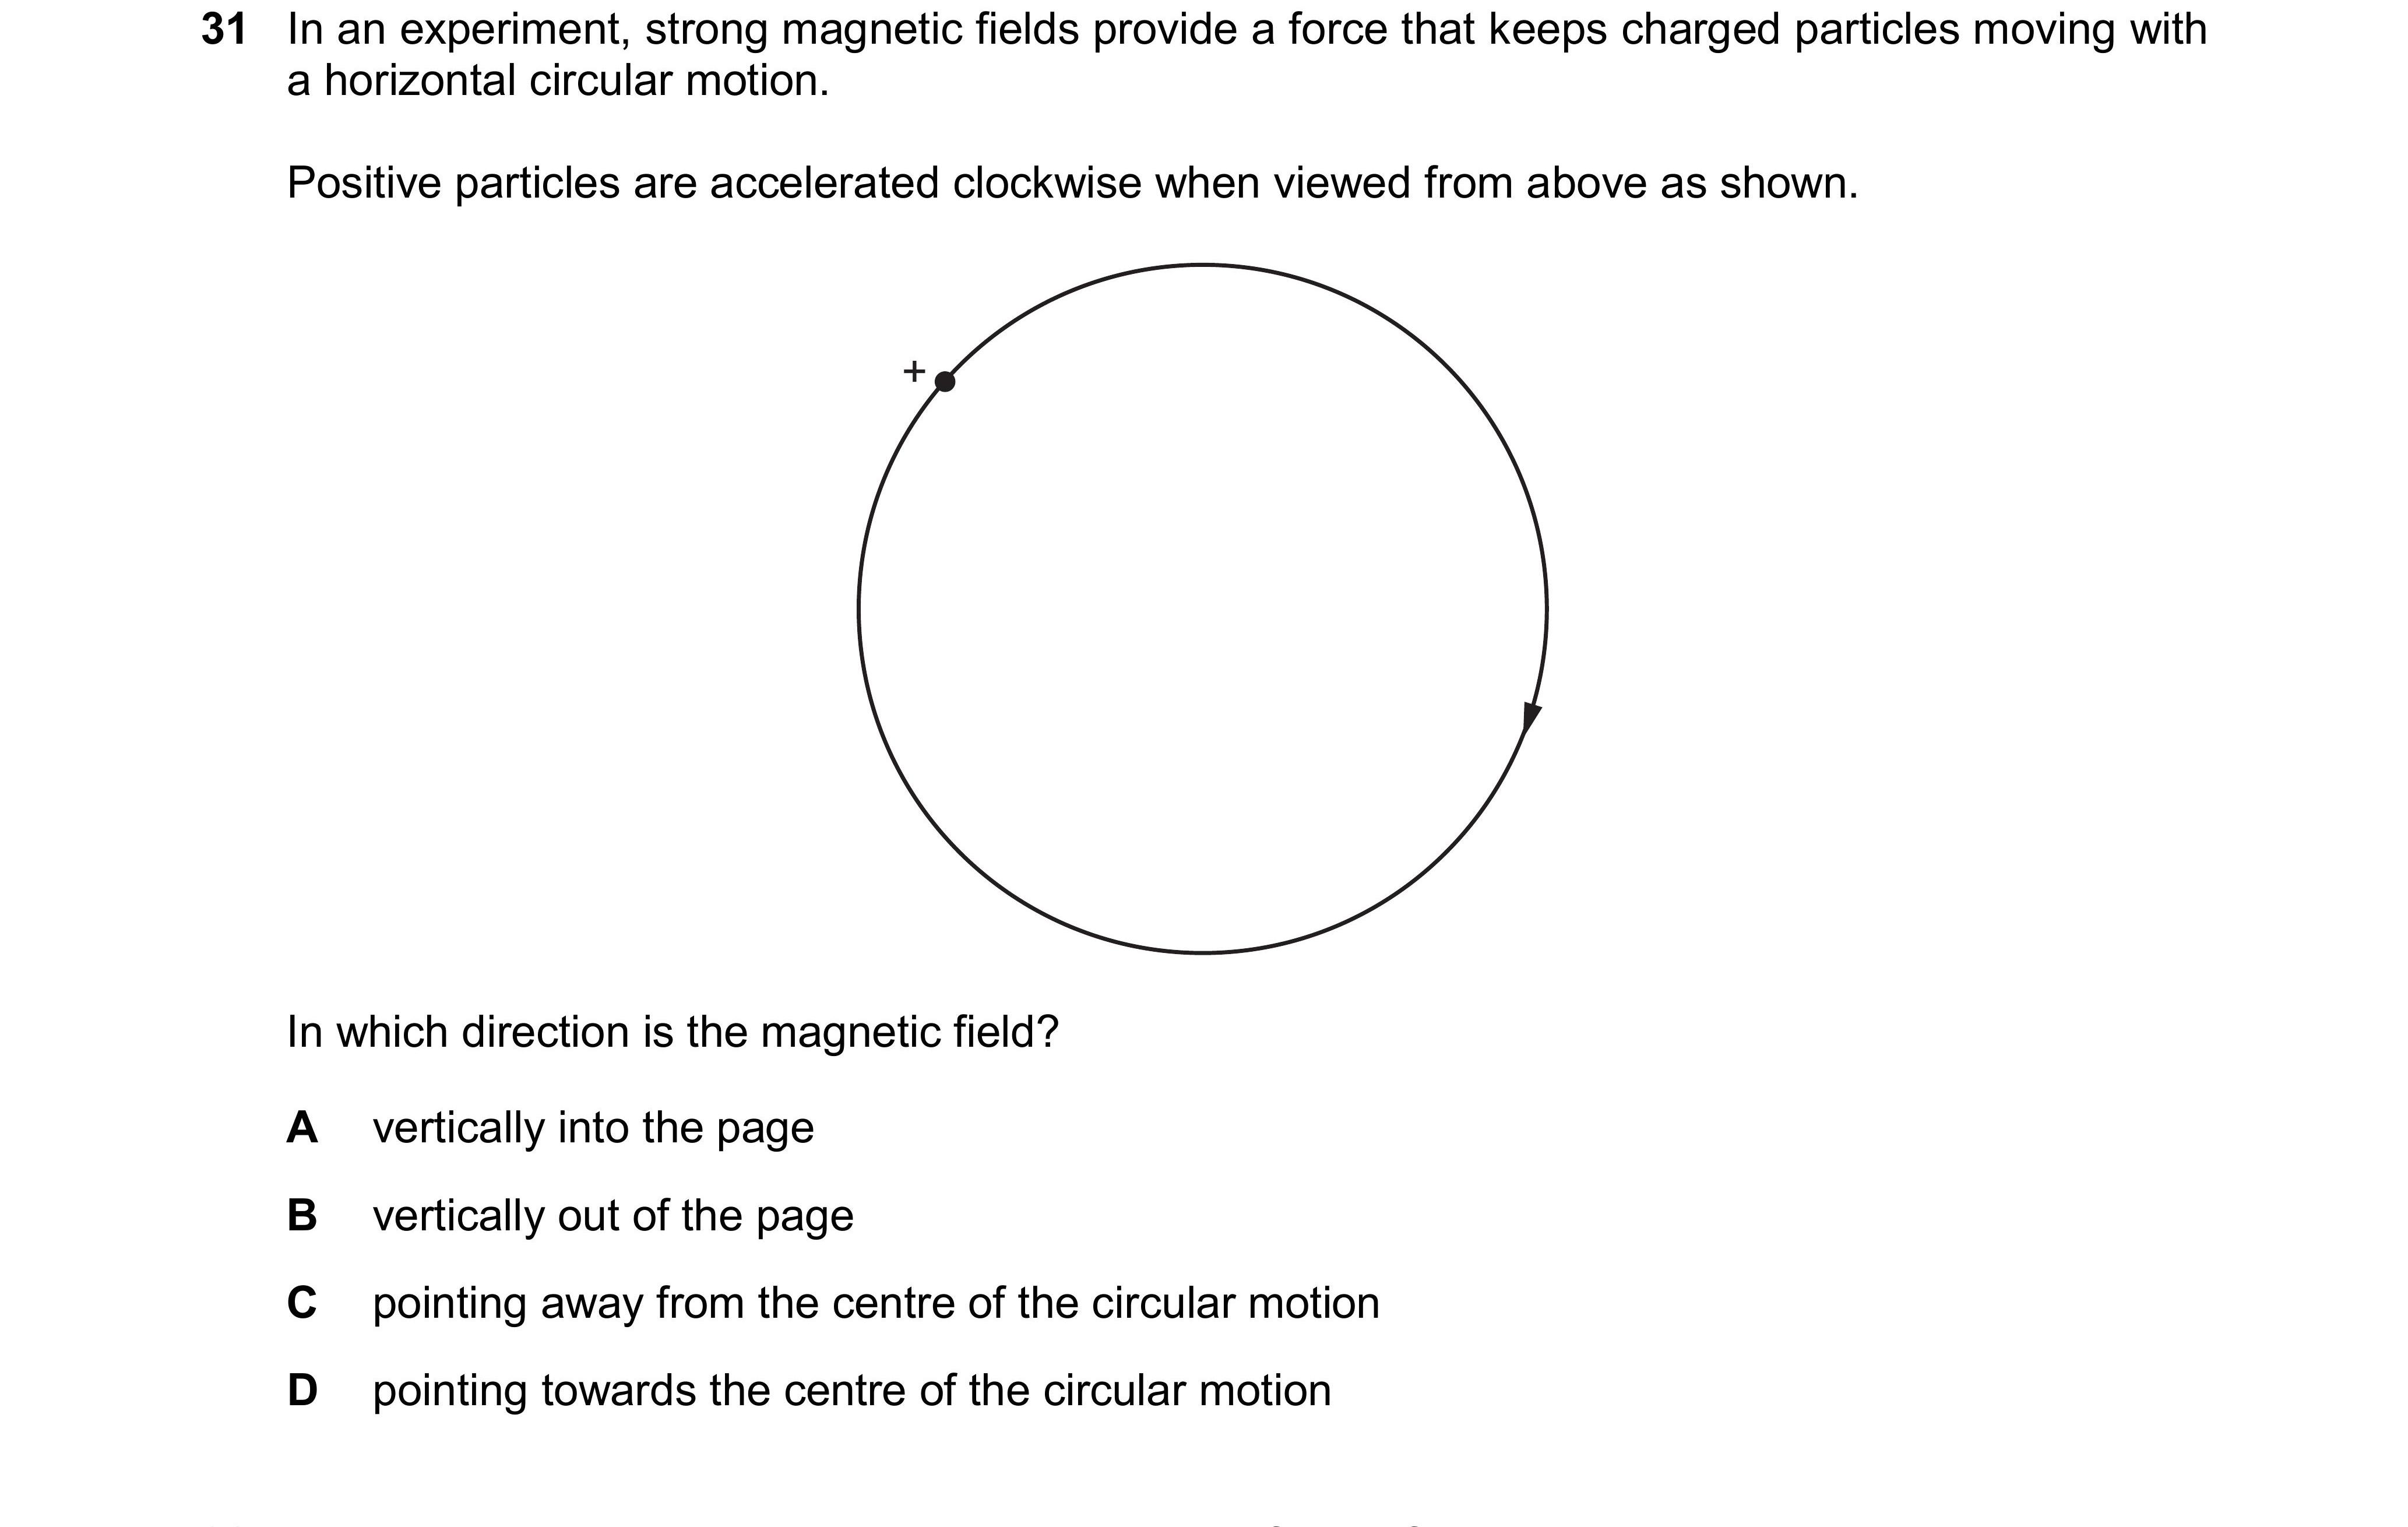 31 In an experiment, strong magnetic fields provide a force that keeps charged particles moving with
a horizontal circular motion.
Positive particles are accelerated clockwise when viewed from above as shown.
+
In which direction is the magnetic field?
A vertically into the page
B vertically out of the page
C pointing away from the centre of the circular motion
D pointing towards the centre of the circular motion